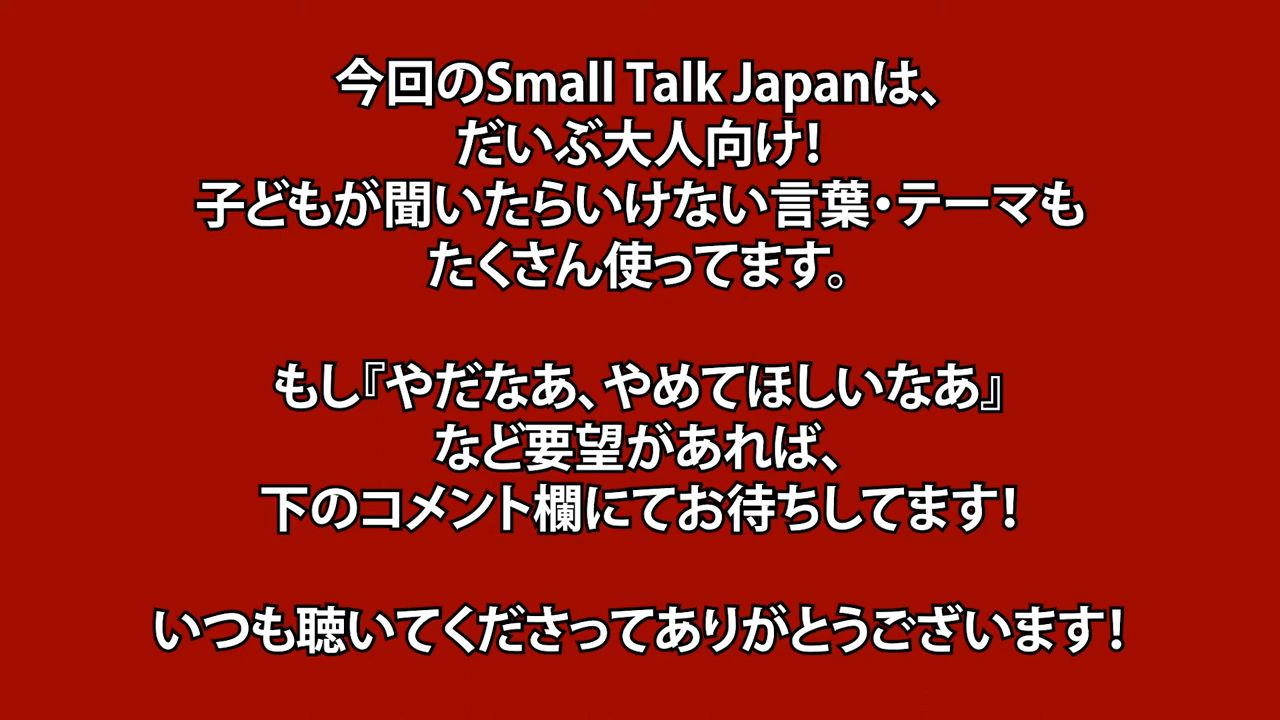 今回のSmall Talk Japanは、
だいぶ大人向け！
子どもが聞いたらいけない言葉・テーマも
たくさん使ってます。
もし『やだなあ、やめてほしいなあ』
など要望があれば、
下のコメント欄にてお待ちしてます！
いつも聴いてくださってありがとうございます！